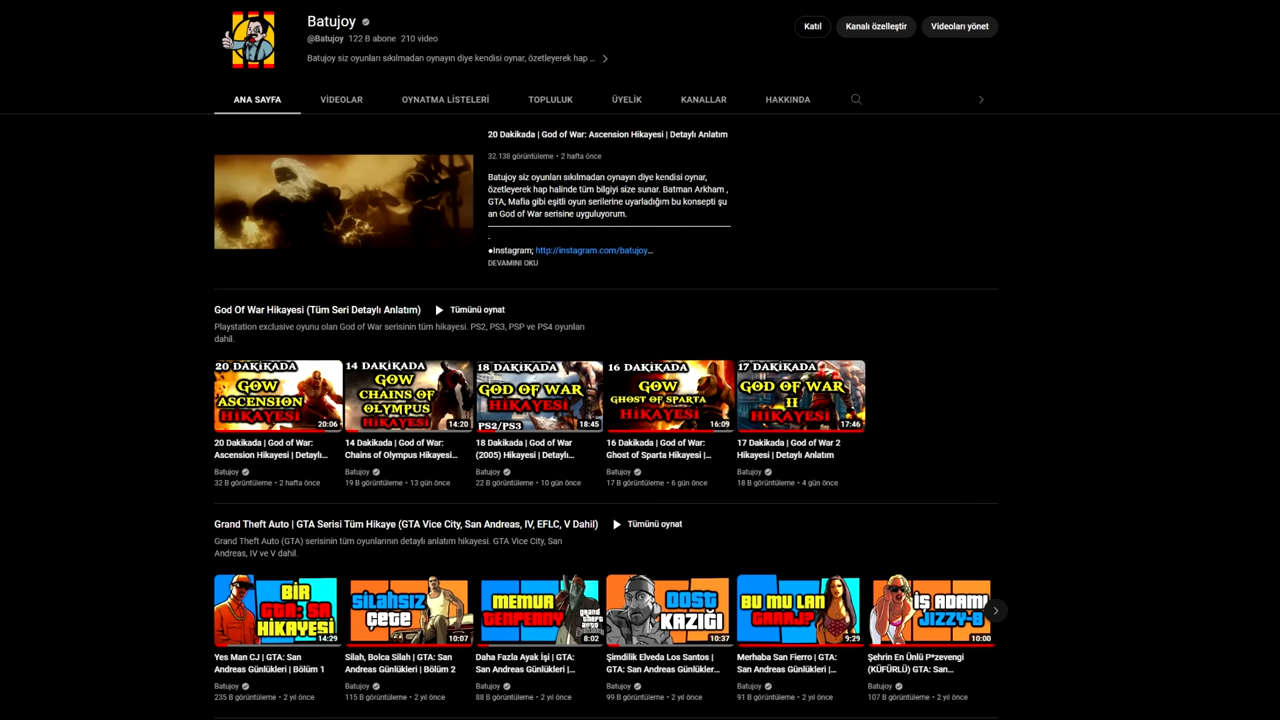 Batujoy
@Batujoy 122 B abone 210 video
Batujoy siz oyunları sıkılmadan oynayın diye kendisi oynar, özetleyerek hap ...
Katıl
Kanalı özelleştir
Videoları yönet
ANA SAYFA
VİDEOLAR
OYNATMA LİSTELERİ
TOPLULUK
ÜYELİK
KANALLAR
HAKKINDA
20 Dakikada | God of War: Ascension Hikayesi | Detaylı Anlatım
32.138 görüntüleme • 2 hafta önce
Batujoy siz oyunları sıkılmadan oynayın diye kendisi oynar,
özetleyerek hap halinde tüm bilgiyi size sunar. Batman Arkham ,
GTA, Mafia gibi eşitli oyun serilerine uyarladığım bu konsepti şu
an God of War serisine uyguluyorum.
-
●Instagram; http://instagram.com/batujoy...
DEVAMINI OKU
God Of War Hikayesi (Tüm Seri Detaylı Anlatım)
Tümünü oynat
Playstation exclusive oyunu olan God of War serisinin tüm hikayesi. PS2, PS3, PSP ve PS4 oyunları
dahil.
20 DAKİKADA
GOW
ASCENSION
HİKAYESİ
20:06
14 DAKİKADA
GOW
CHAINS OF
OLYMPUS
HİKAYESİ
14:20
18 DAKİKADA
GOD OF WAR
HİKAYESİ
PS2/PS3
18:45
16 DAKİKADA
GOW
GHOST OF SPARTA
HİKAYESİ
16:09
17 DAKİKADA
GOD OF WAR
II
HİKAYESİ
17:46
20 Dakikada | God of War:
Ascension Hikayesi | Detaylı...
Batujoy
32 B görüntüleme • 2 hafta önce
14 Dakikada | God of War:
Chains of Olympus Hikayesi...
Batujoy
19 B görüntüleme • 13 gün önce
18 Dakikada | God of War
(2005) Hikayesi | Detaylı...
Batujoy
22 B görüntüleme • 10 gün önce
16 Dakikada | God of War:
Ghost of Sparta Hikayesi |...
Batujoy
17 B görüntüleme • 6 gün önce
17 Dakikada | God of War 2
Hikayesi | Detaylı Anlatım
Batujoy
18 B görüntüleme • 4 gün önce
Grand Theft Auto | GTA Serisi Tüm Hikaye (GTA Vice City, San Andreas, IV, EFLC, V Dahil)
Tümünü oynat
Grand Theft Auto (GTA) serisinin tüm oyunlarının detaylı anlatım hikayesi. GTA Vice City, San
Andreas, IV ve V dahil.
BİR
GTA: SA
HİKAYESİ
14:29
SİLAHSIZ
ÇETE
10:07
MEMUR
TENPENNY
grand
theft
auto
8:02
DOST
KAZIĞI
10:37
BU MU LAN
GARAJ?
9:29
İŞ ADAMI
JIZZY-B
10:00
Yes Man CJ | GTA: San
Andreas Günlükleri | Bölüm 1
Batujoy
235 B görüntüleme • 2 yıl önce
Silah, Bolca Silah | GTA: San
Andreas Günlükleri | Bölüm 2
Batujoy
115 B görüntüleme • 2 yıl önce
Daha Fazla Ayak İşi | GTA:
San Andreas Günlükleri |...
Batujoy
88 B görüntüleme • 2 yıl önce
Şimdilik Elveda Los Santos |
GTA: San Andreas Günlükler...
Batujoy
99 B görüntüleme • 2 yıl önce
Merhaba San Fierro | GTA:
San Andreas Günlükleri |...
Batujoy
91 B görüntüleme • 2 yıl önce
Şehrin En Ünlü P*zevengi
(KÜFÜRLÜ) GTA: San...
Batujoy
107 B görüntüleme • 2 yıl önce